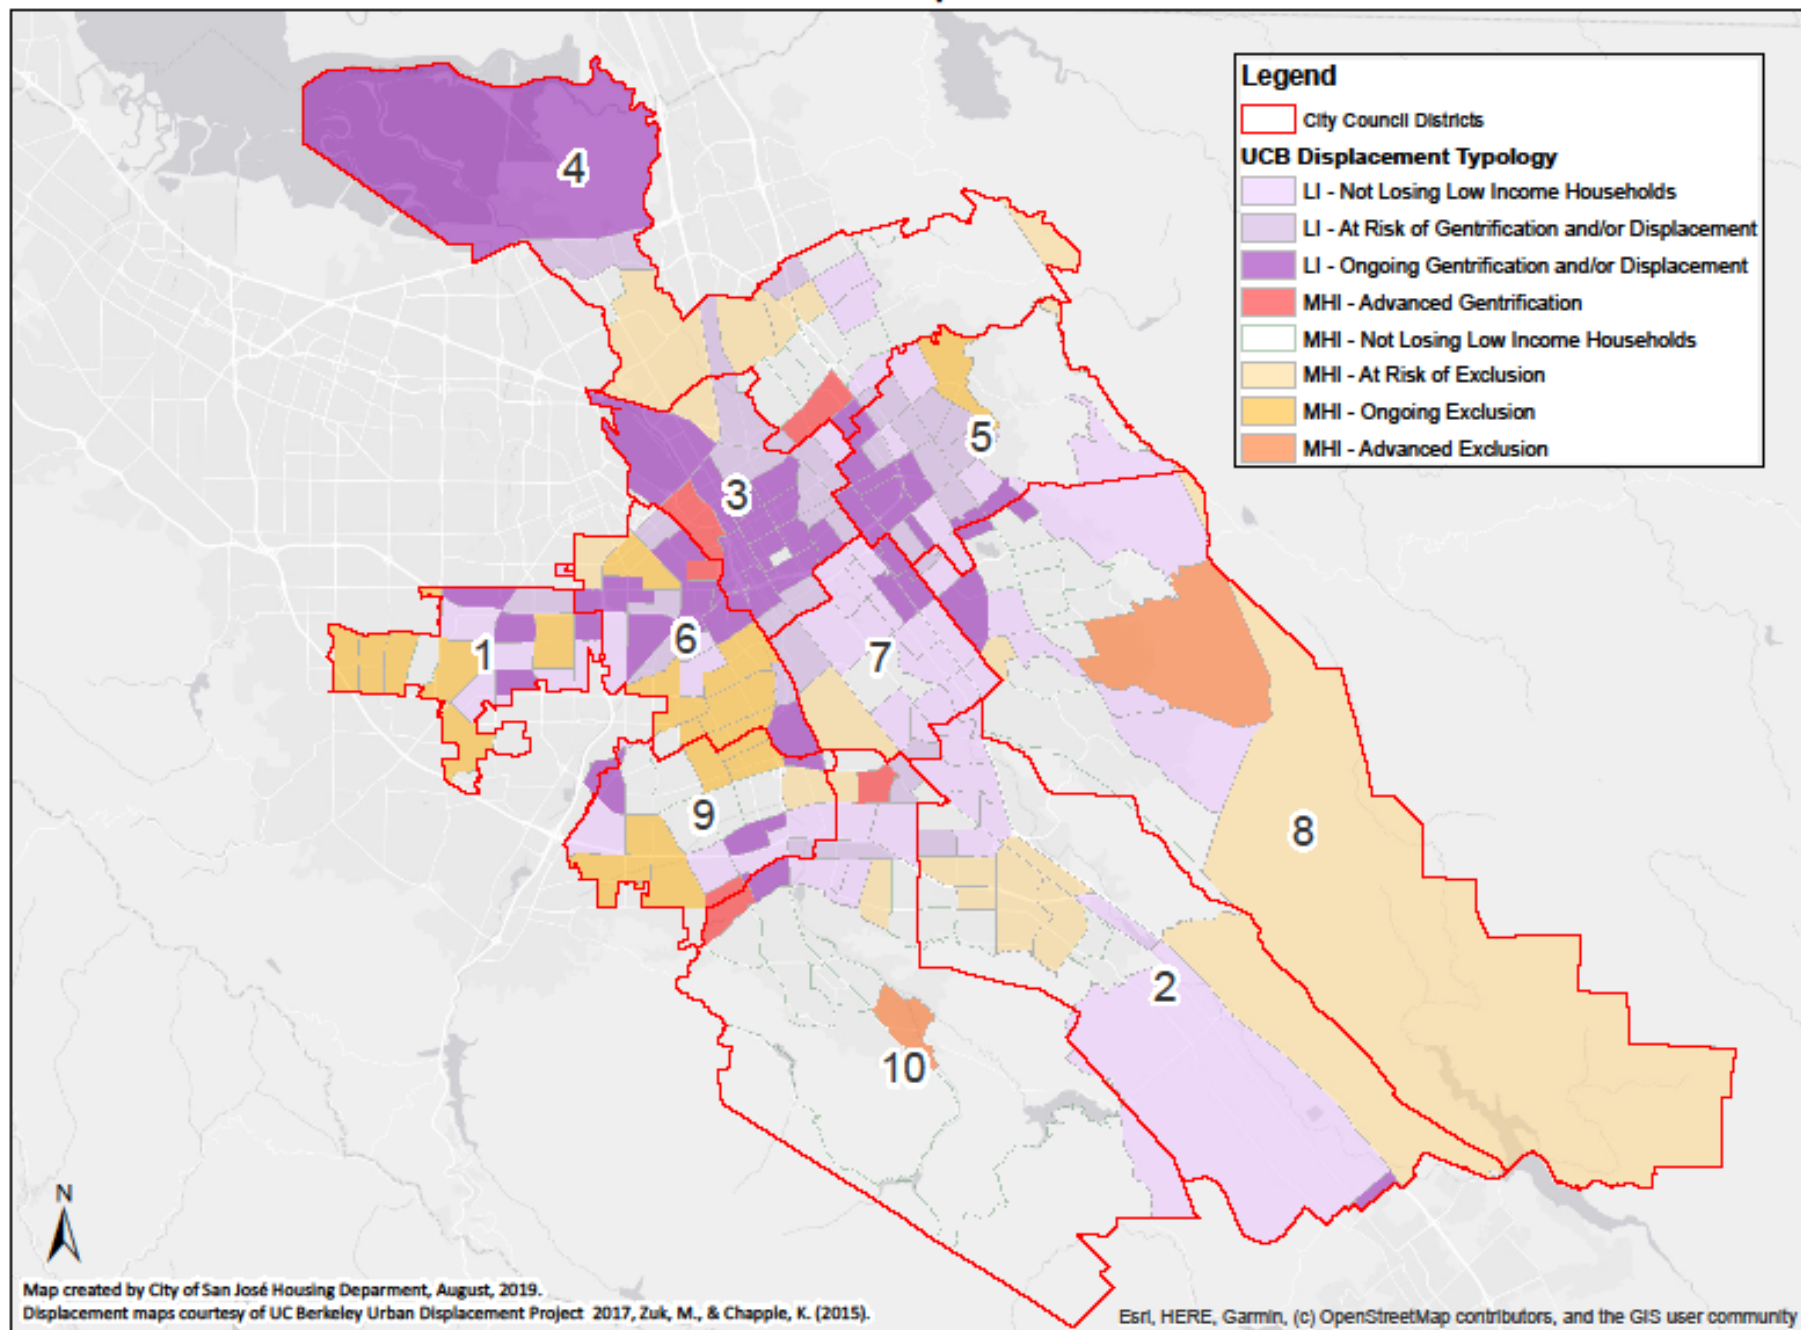 Legend
City Council Districts
UCB Displacement Typology
LI - Not Losing Low Income Households
LI - At Risk of Gentrification and/or Displacement
LI - Ongoing Gentrification and/or Displacement
MHI - Advanced Gentrification
MHI - Not Losing Low Income Households
MHI - At Risk of Exclusion
MHI - Ongoing Exclusion
MHI - Advanced Exclusion
4
5
3
6
1
7
9
8
2
10
N
Map created by City of San José Housing Deparment, August, 2019.
Displacement maps courtesy of UC Berkeley Urban Displacement Project 2017, Zuk, M., & Chapple, K. (2015).
Esri, HERE, Garmin, (c) OpenStreetMap contributors, and the GIS user community